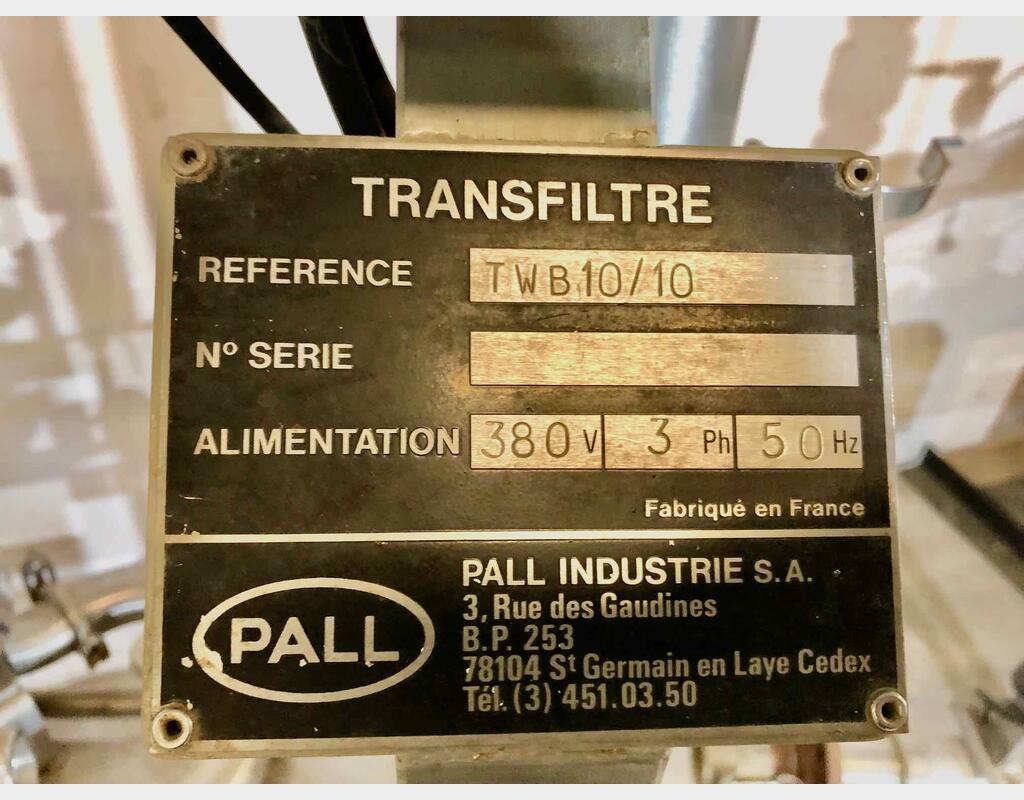 TRANSFILTRE
REFERENCE TWB10/10
Nº SERIE
ALIMENTATION 380 V 3 Ph 50 Hz
Fabriqué en France
PALL
PALL INDUSTRIE S.A.
3, Rue des Gaudines
B.P. 253
78104 St Germain en Laye Cedex
Tél. (3) 451.03.50